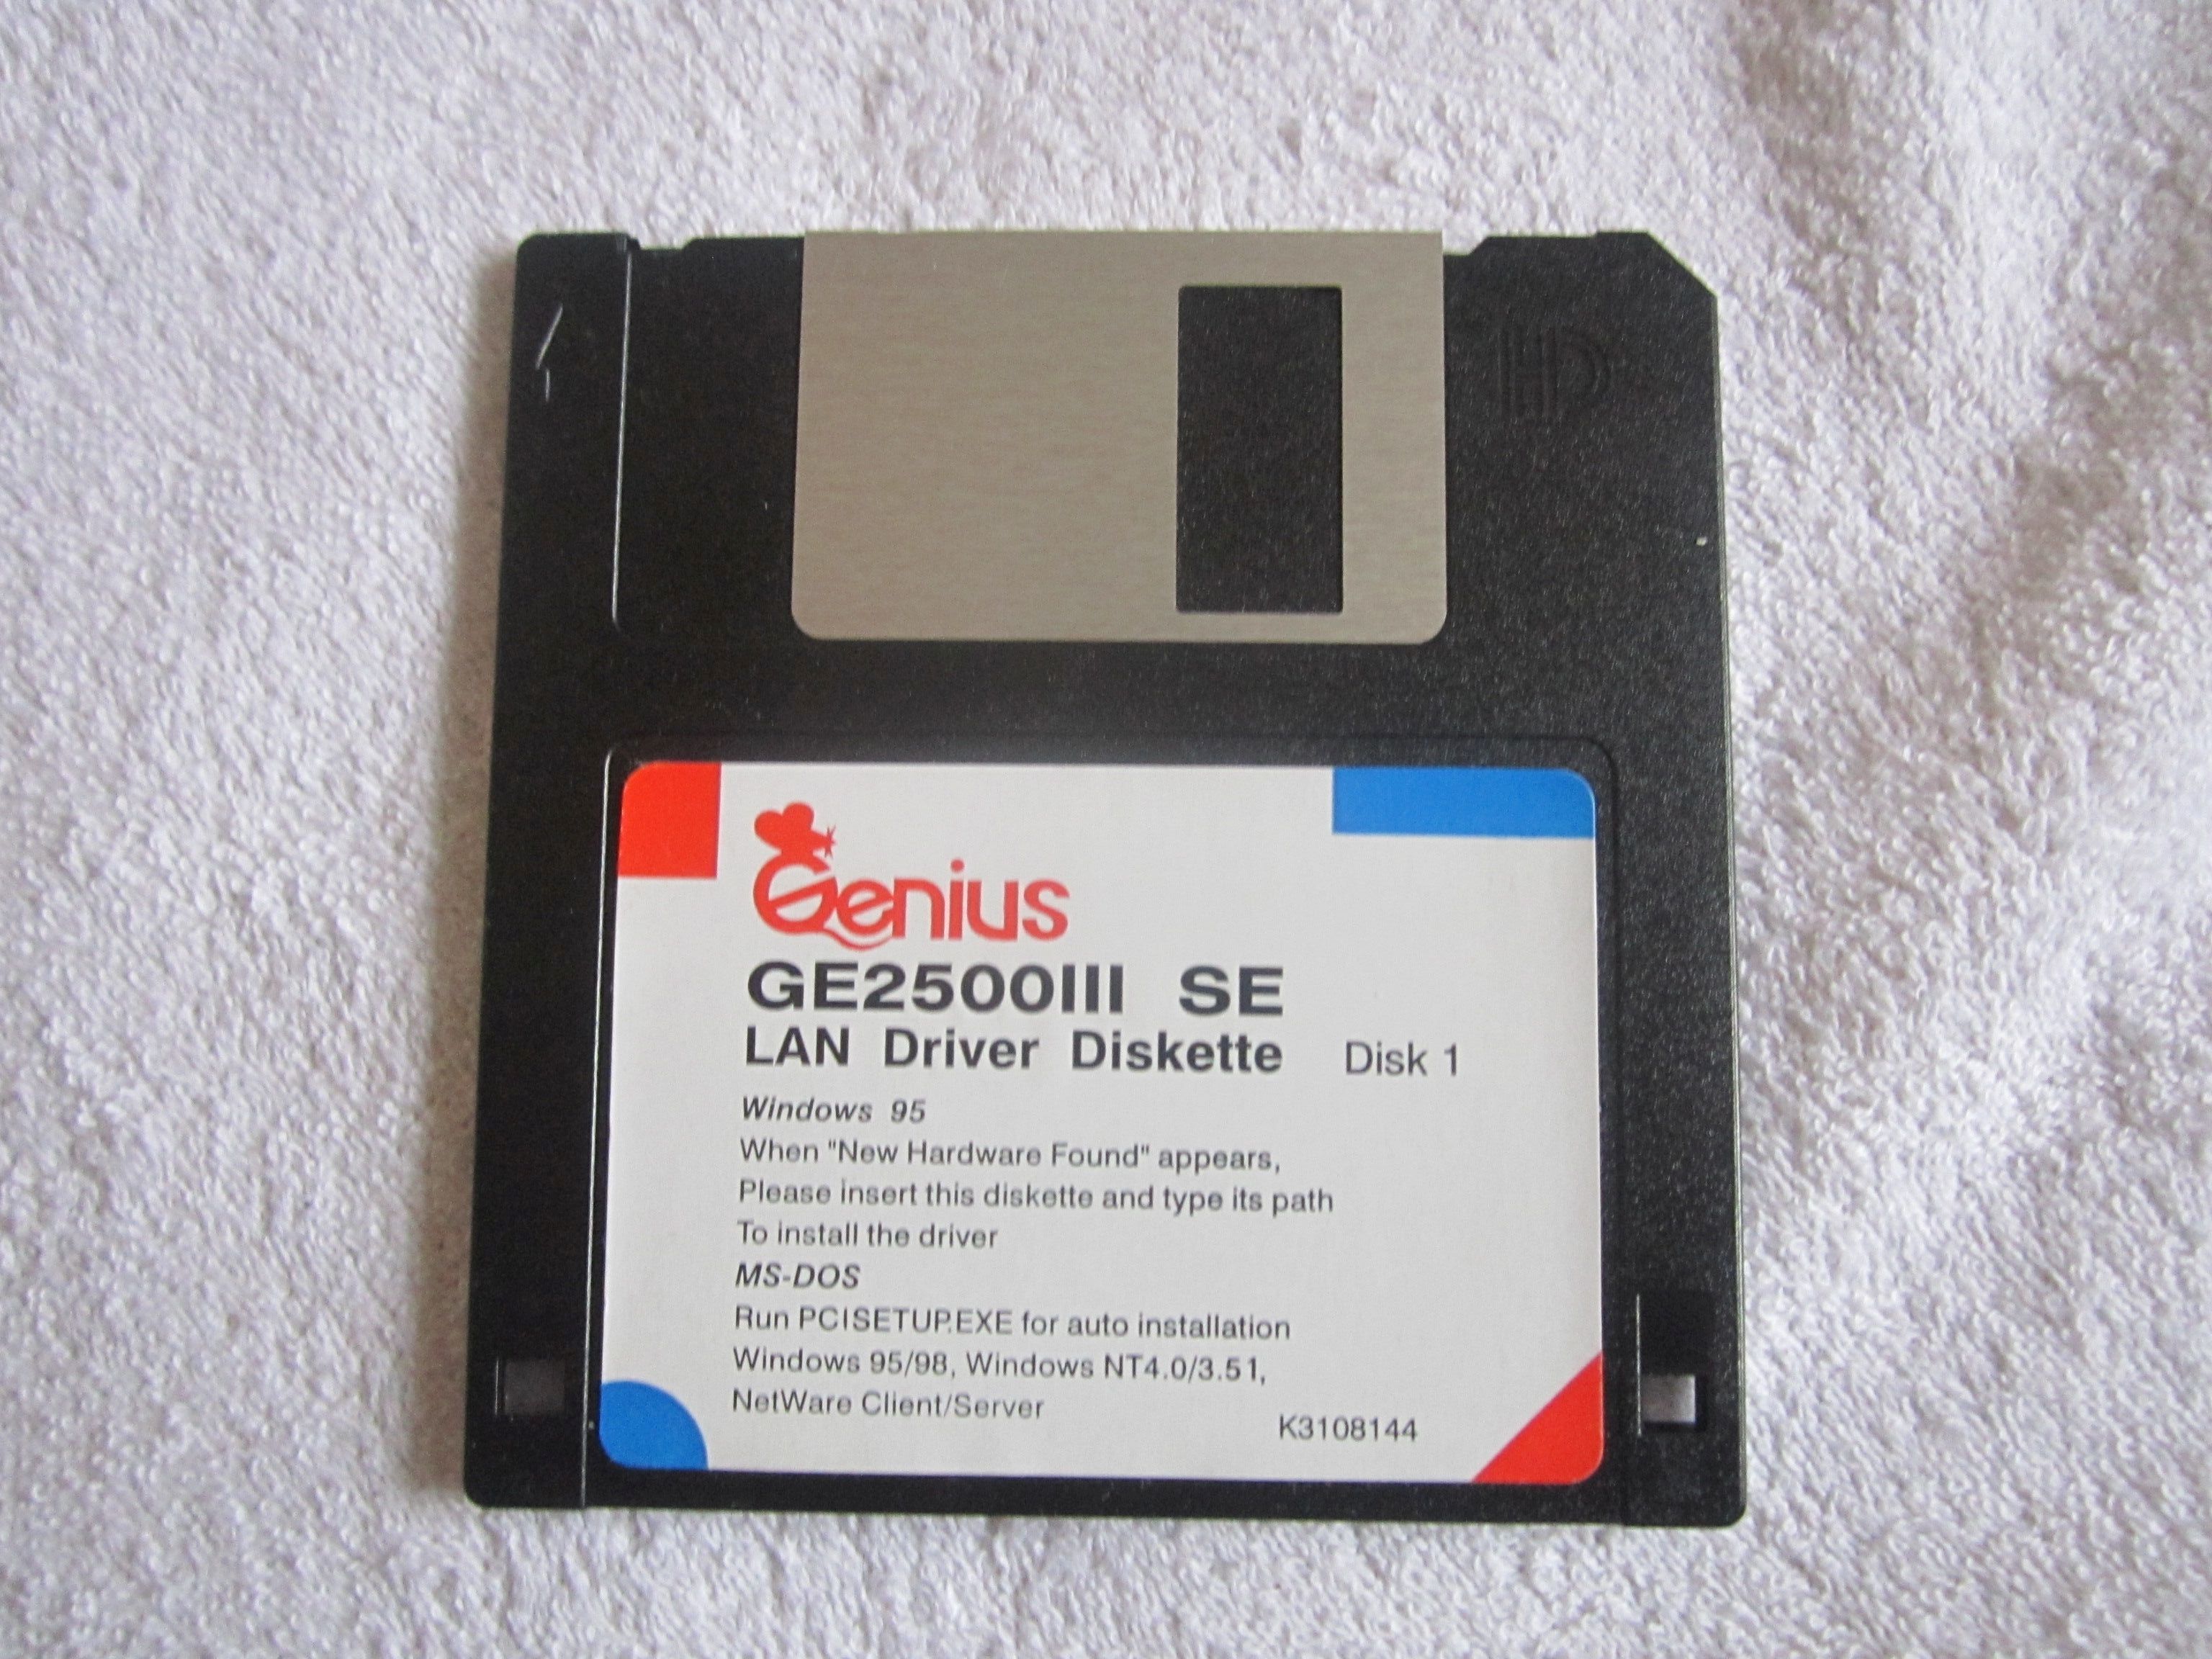 HD
Genius
GE2500III SE
LAN Driver Diskette Disk 1
Windows 95
When "New Hardware Found" appears,
Please insert this diskette and type its path
To install the driver
MS-DOS
Run PCISETUP.EXE for auto installation
Windows 95/98, Windows NT4.0/3.51,
NetWare Client/Server
K3108144